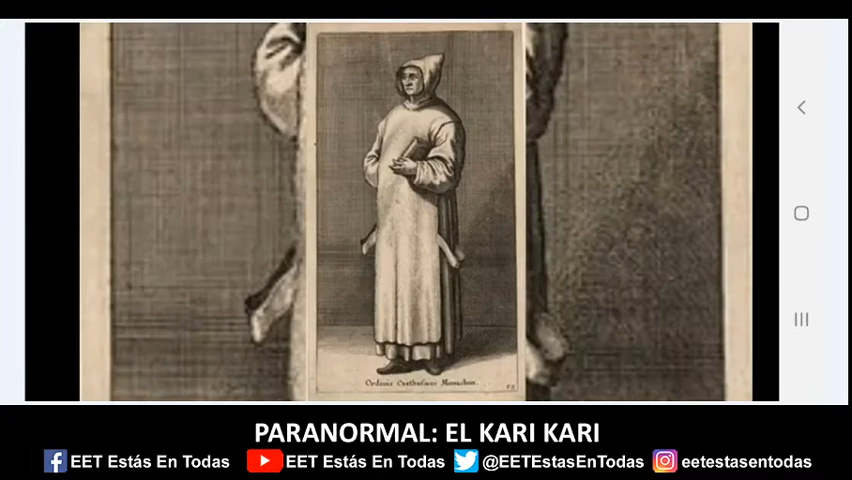 Ordinis Carthusiani Monachus.
PARANORMAL: EL KARI KARI
EET Estás En Todas
EET Estás En Todas
@EETEstasEnTodas
eetestasentodas